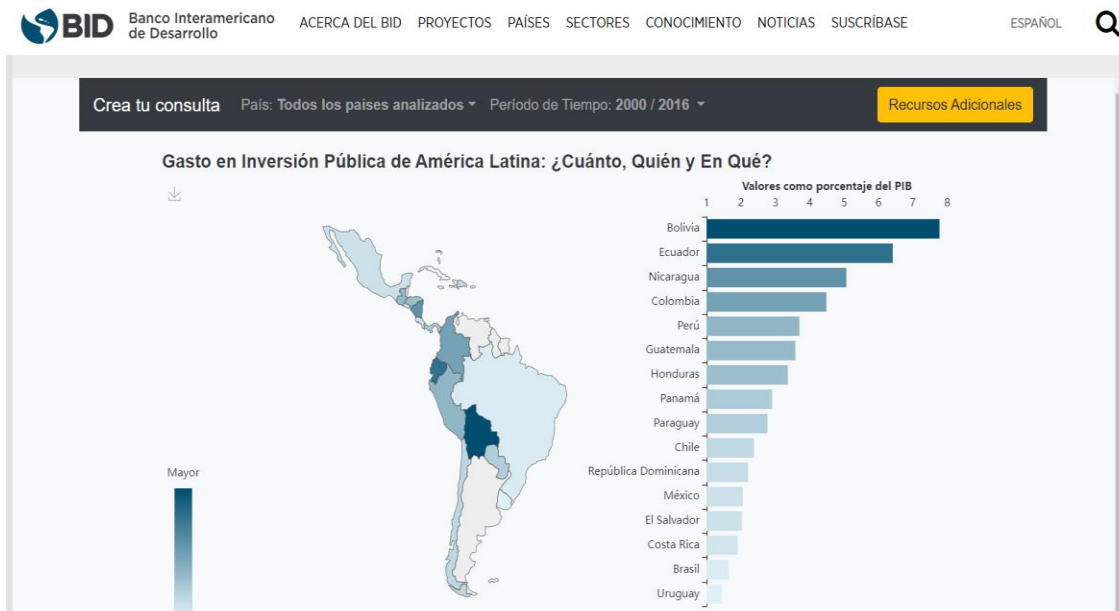 BID
Banco Interamericano
de Desarrollo
ACERCA DEL BID PROYECTOS PAÍSES SECTORES CONOCIMIENTO NOTICIAS SUSCRÍBASE
ESPAÑOL
Crea tu consulta País: Todos los paises analizados Período de Tiempo: 2000 / 2016
Recursos Adicionales
Gasto en Inversión Pública de América Latina: ¿Cuánto, Quién y En Qué?
Valores como porcentaje del PIB
1 2 3 4 5 6 7 8
Bolivia
Ecuador
Nicaragua
Colombia
Perú
Guatemala
Honduras
Panamá
Paraguay
Chile
República Dominicana
México
El Salvador
Costa Rica
Brasil
Uruguay
Mayor